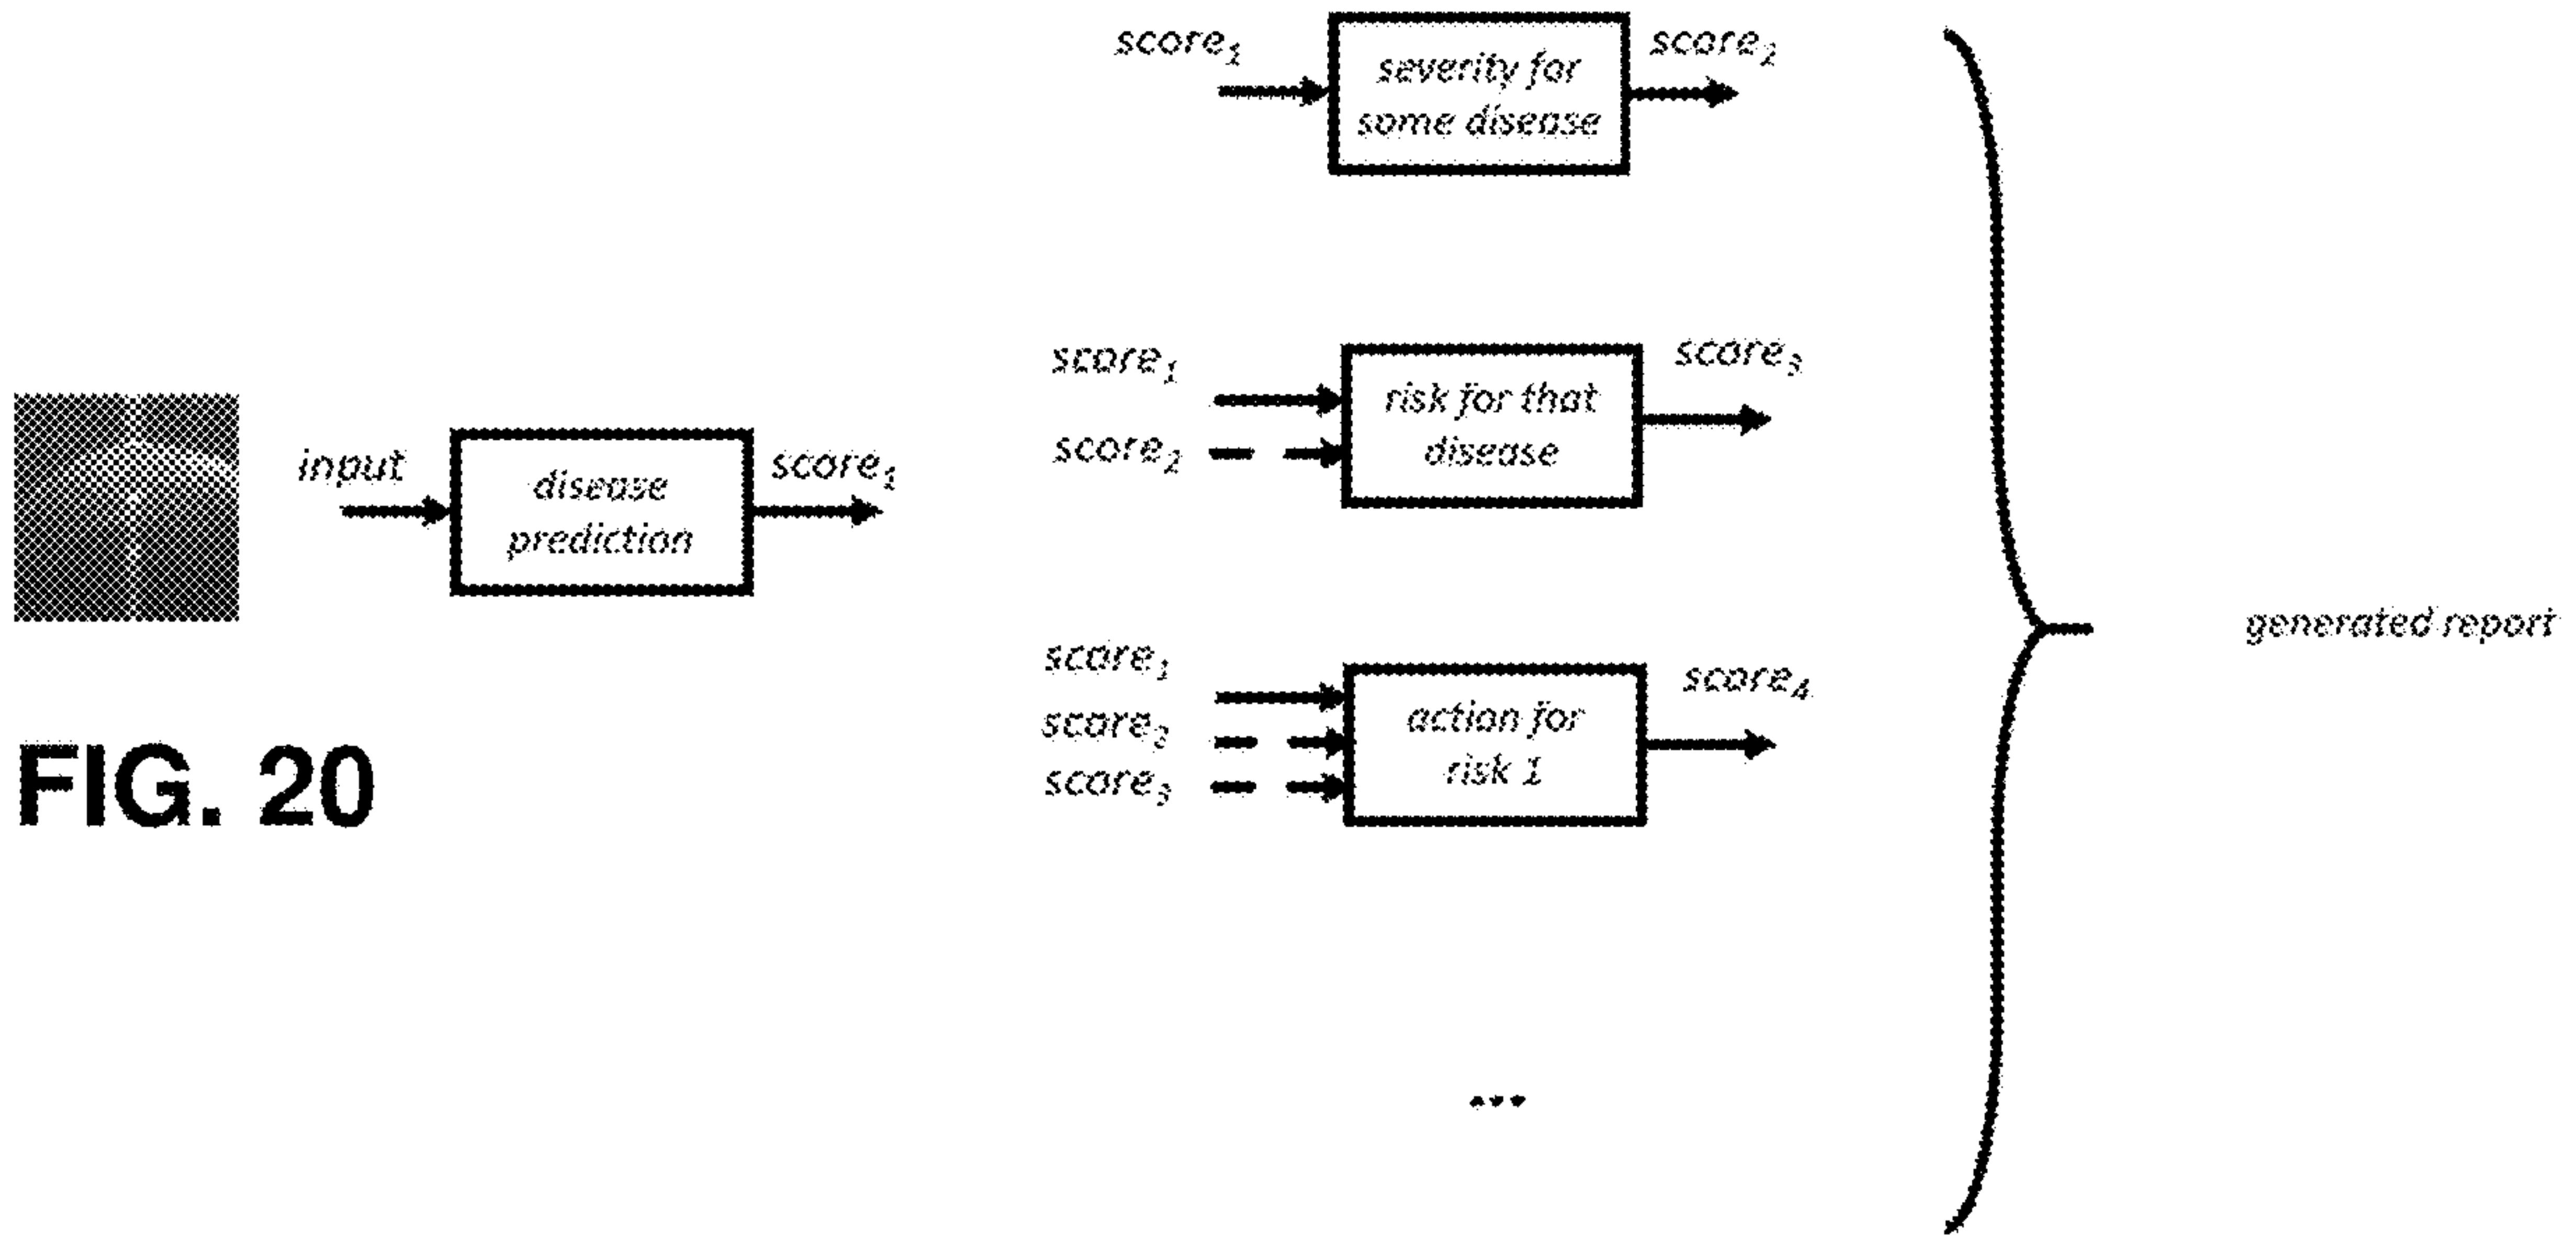 input
disease
prediction
score₁
FIG. 20
score₁
severity for
some disease
score₂
score₁
score₂
risk for that
disease
score₃
score₁
score₂
score₃
action for
risk 1
score₄
...
generated report